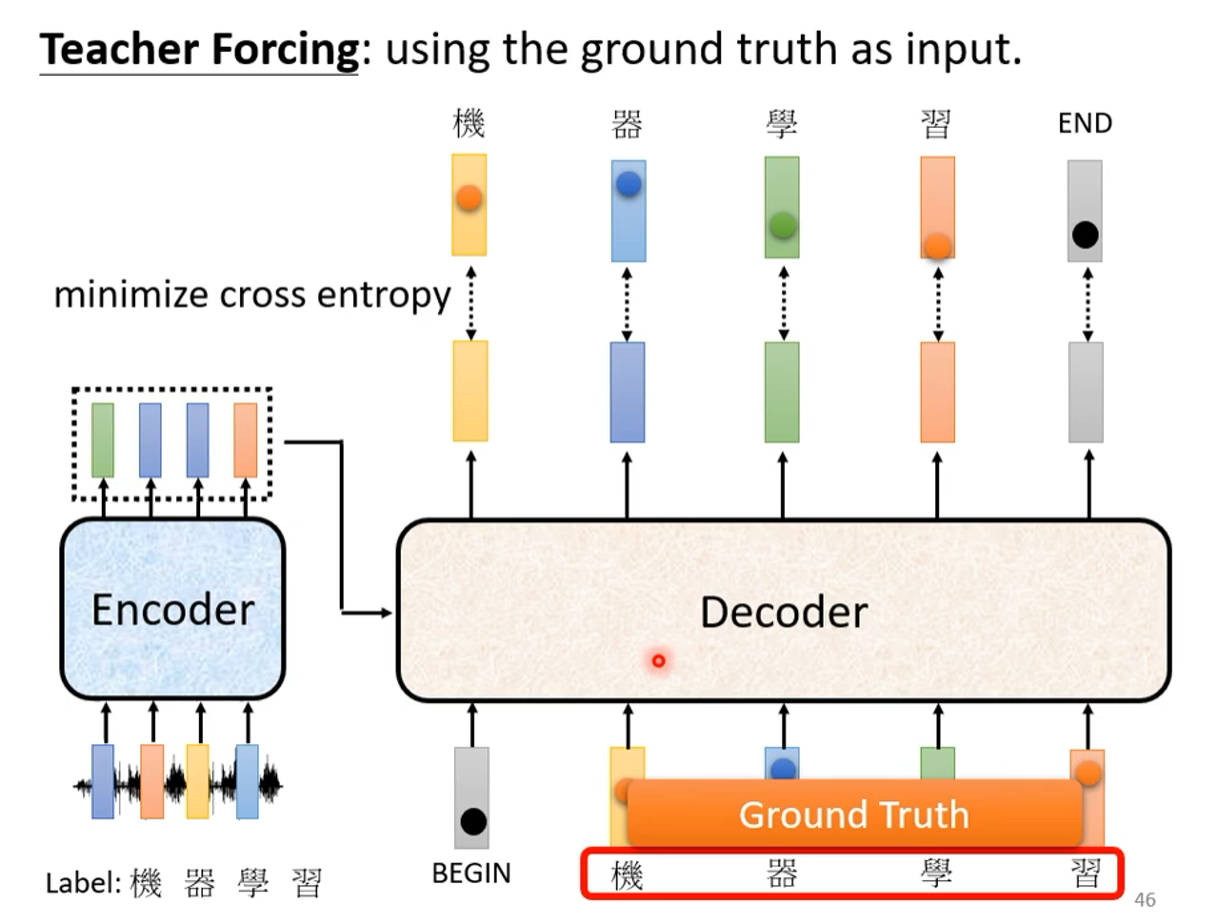 Teacher Forcing: using the ground truth as input.
機 器 學 習 END
minimize cross entropy
Encoder
Decoder
Ground Truth
BEGIN 機 器 學 習
Label: 機 器 學 習
46